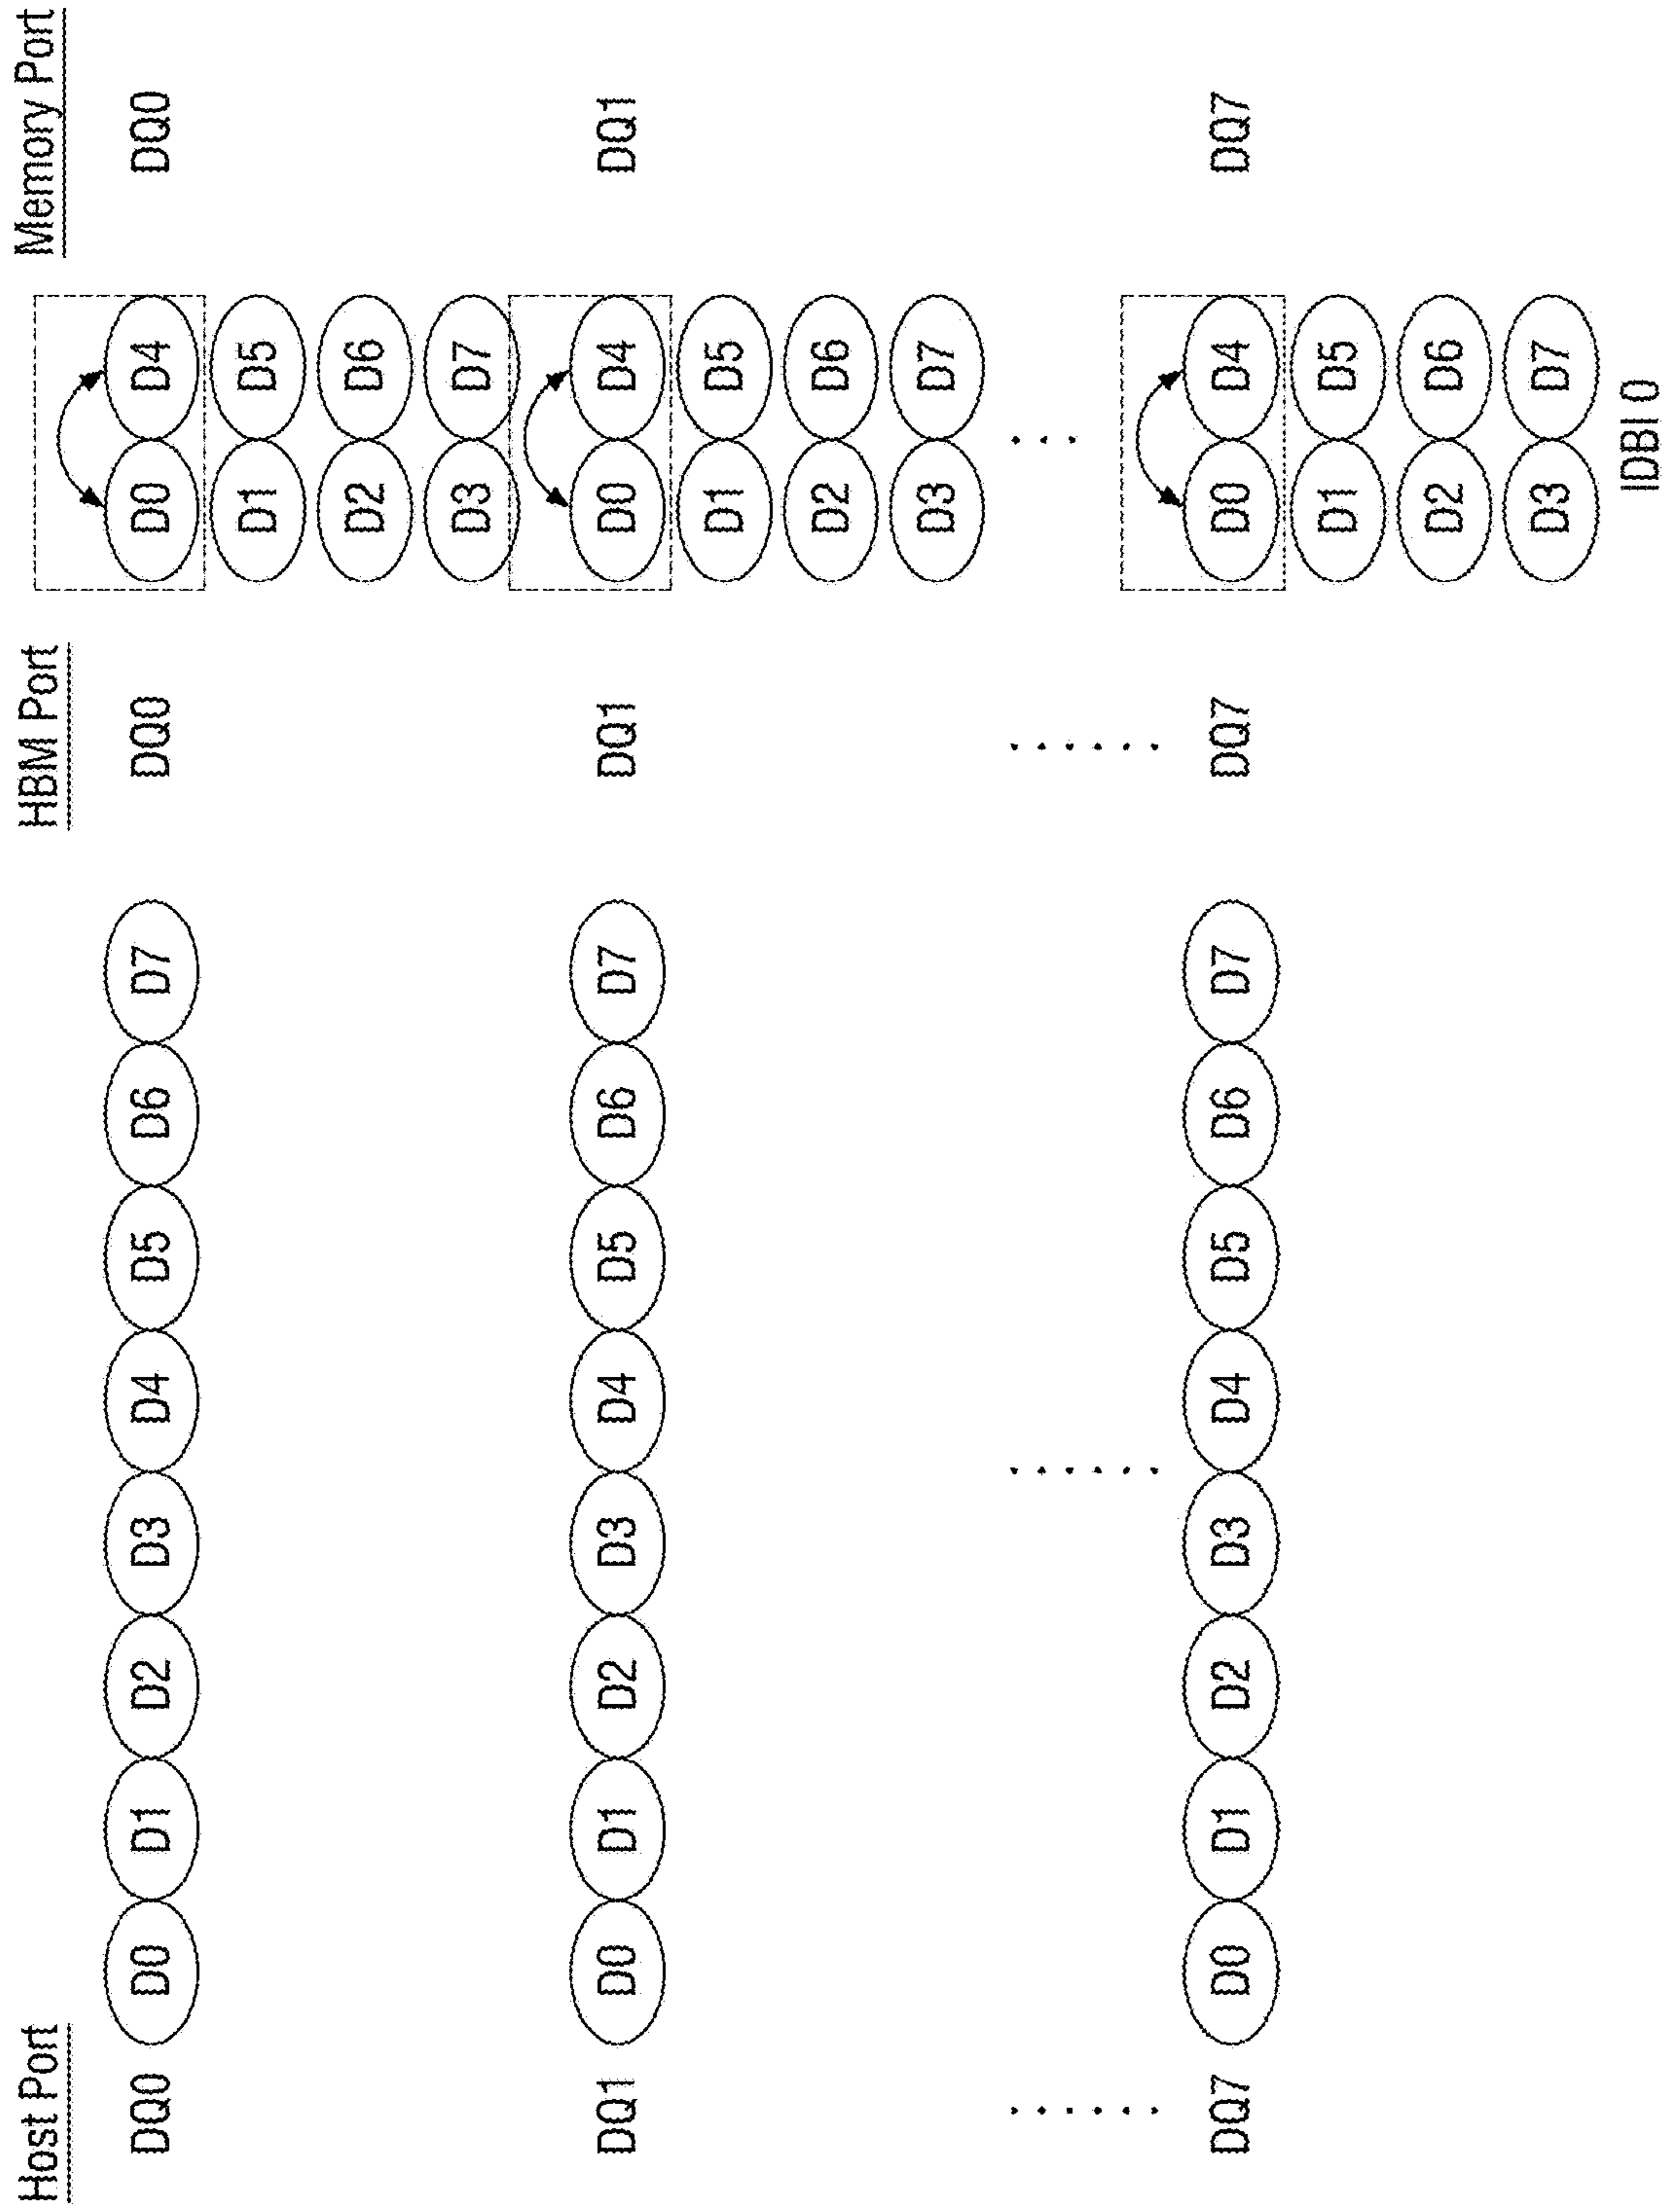 Host Port HBM Port Memory Port
DQ0 D0 D1 D2 D3 D4 D5 D6 D7 DQ0 D0 D4 DQ0
D1 D5
D2 D6
D3 D7
DQ1 D0 D1 D2 D3 D4 D5 D6 D7 DQ1 D0 D4 DQ1
D1 D5
D2 D6
D3 D7
DQ7 D0 D1 D2 D3 D4 D5 D6 D7 DQ7 D0 D4 DQ7
D1 D5
D2 D6
D3 D7
IDBI 0